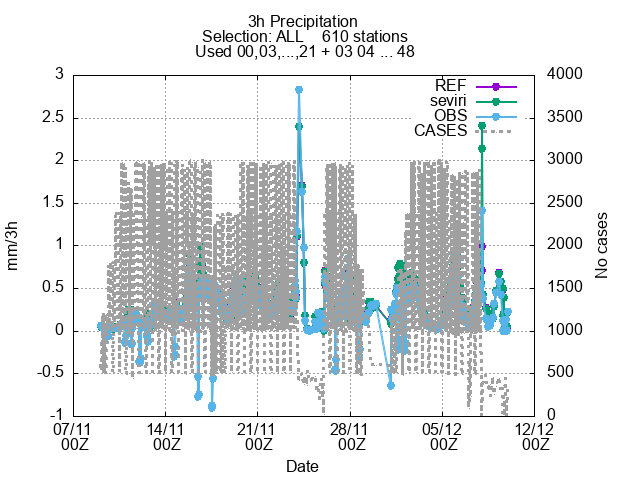 3h Precipitation
Selection: ALL    610 stations
Used 00,03,...,21 + 03 04 ... 48
REF
seviri
OBS
CASES
3
2.5
2
1.5
1
0.5
0
-0.5
-1
4000
3500
3000
2500
2000
1500
1000
500
0
mm/3h
No cases
07/11 14/11 21/11 28/11 05/12 12/12
00Z 00Z 00Z 00Z 00Z 00Z
Date